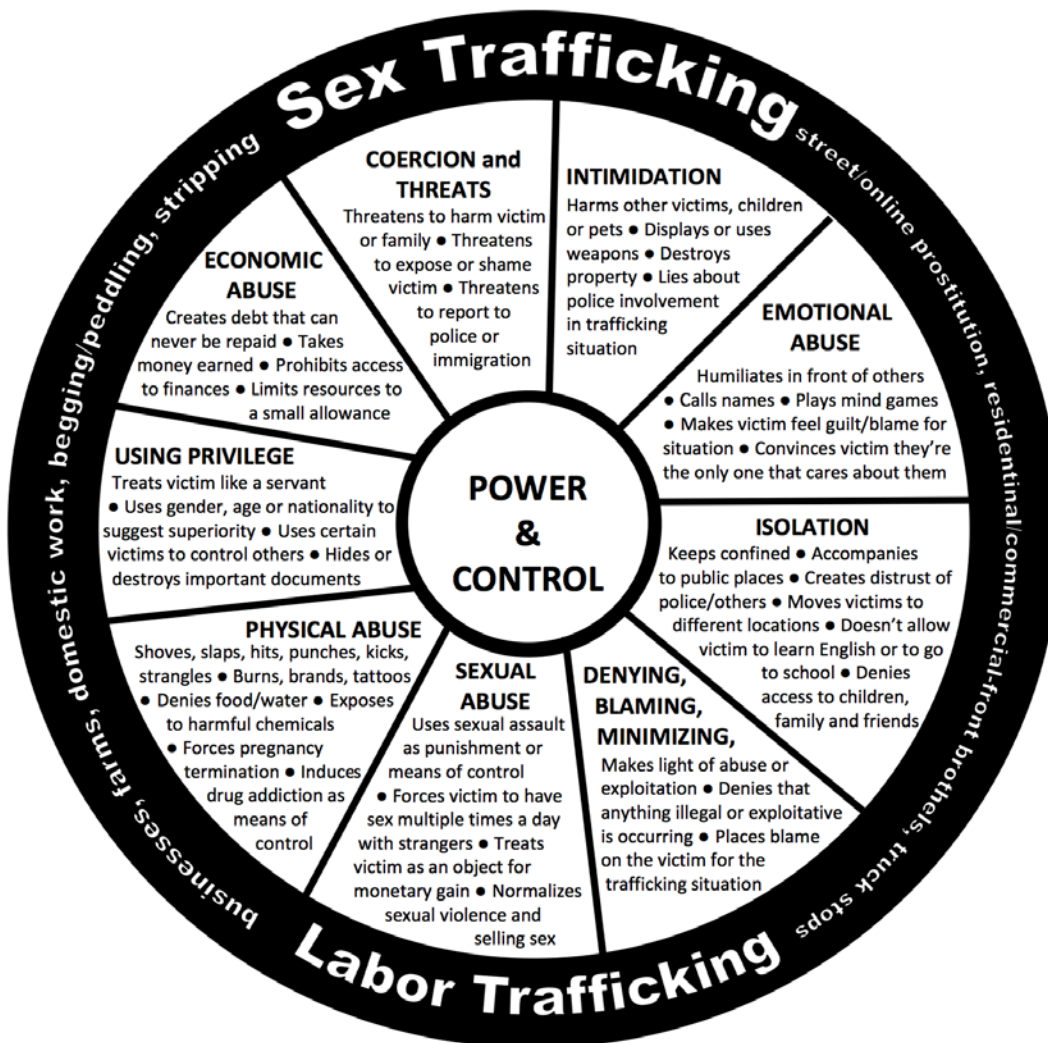 Sex Trafficking
street/online prostitution, residentinal/commercial-front brothels, truck stops
Labor Trafficking
businesses, farms, domestic work, begging/peddling, stripping
POWER
&
CONTROL
COERCION and
THREATS
Threatens to harm victim
or family ● Threatens
to expose or shame
victim ● Threatens
to report to
police or
immigration
INTIMIDATION
Harms other victims, children
or pets ● Displays or uses
weapons ● Destroys
property ● Lies about
police involvement
in trafficking
situation
EMOTIONAL
ABUSE
Humiliates in front of others
● Calls names ● Plays mind games
● Makes victim feel guilt/blame for
situation ● Convinces victim they're
the only one that cares about them
ISOLATION
Keeps confined ● Accompanies
to public places ● Creates distrust of
police/others ● Moves victims to
different locations ● Doesn't allow
victim to learn English or to go
to school ● Denies
access to children,
family and friends
DENYING,
BLAMING,
MINIMIZING,
Makes light of abuse or
exploitation ● Denies that
anything illegal or exploitative
is occurring ● Places blame
on the victim for the
trafficking situation
SEXUAL
ABUSE
Uses sexual assault
as punishment or
means of control
● Forces victim to have
sex multiple times a day
with strangers ● Treats
victim as an object for
monetary gain ● Normalizes
sexual violence and
selling sex
PHYSICAL ABUSE
Shoves, slaps, hits, punches, kicks,
strangles ● Burns, brands, tattoos
● Denies food/water ● Exposes
to harmful chemicals
● Forces pregnancy
termination ● Induces
drug addiction as
means of
control
USING PRIVILEGE
Treats victim like a servant
● Uses gender, age or nationality to
suggest superiority ● Uses certain
victims to control others ● Hides or
destroys important documents
ECONOMIC
ABUSE
Creates debt that can
never be repaid ● Takes
money earned ● Prohibits access
to finances ● Limits resources to
a small allowance